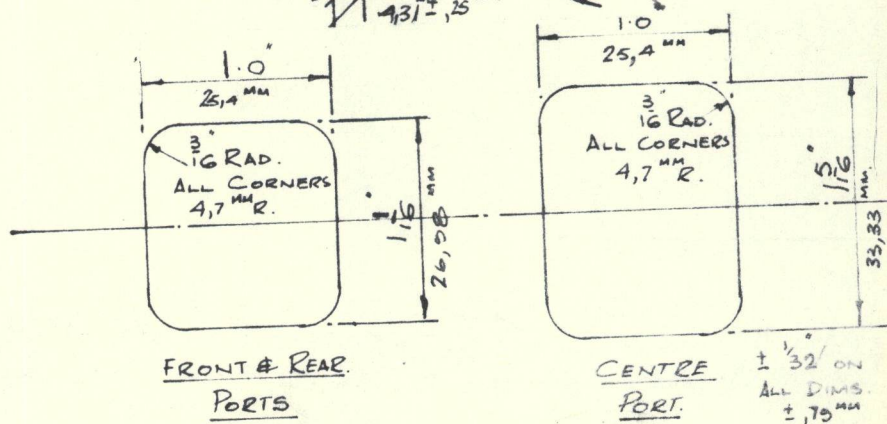 4,31 ± ,25
1.0"
25,4 MM
3/16" RAD.
ALL CORNERS
4,7 MM R.
1 1/16"
26,98 MM
FRONT & REAR.
PORTS
1.0"
25,4 MM
3/16" RAD.
ALL CORNERS
4,7 MM R.
1 5/16"
33,33 MM.
CENTRE
PORT.
± 1/32" ON
ALL DIMS.
± ,79 MM